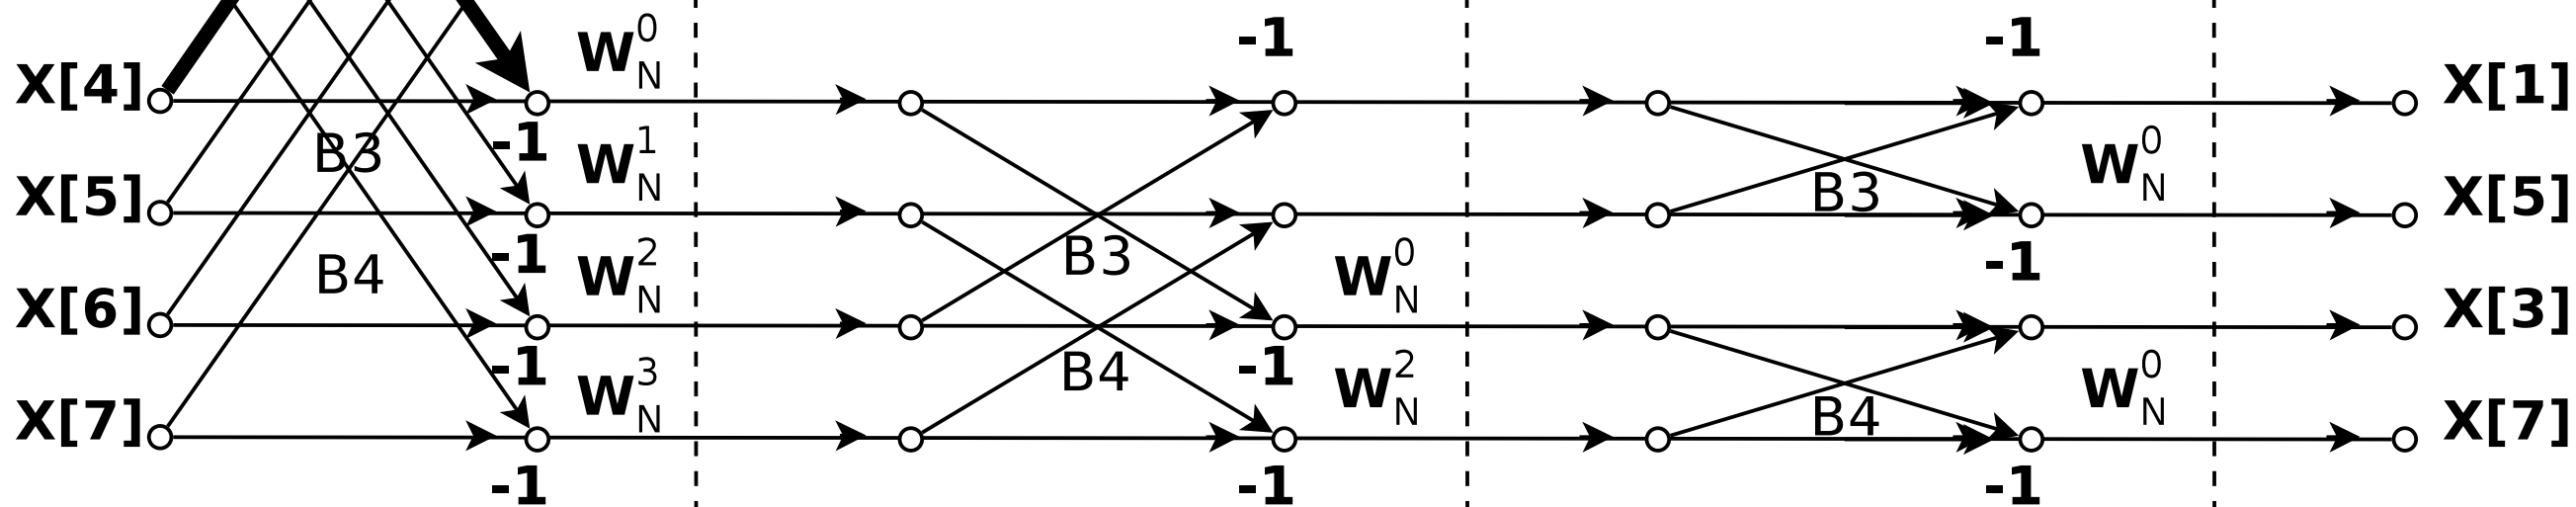 -1 -1
W_N^0
X[4] X[1]
-1 W_N^1 W_N^0
B3
X[5] B3 X[5]
-1 W_N^2 B3 W_N^0 -1
B4
X[6] X[3]
-1 W_N^3 B4 -1 W_N^2 W_N^0
X[7] B4 X[7]
-1 -1 -1